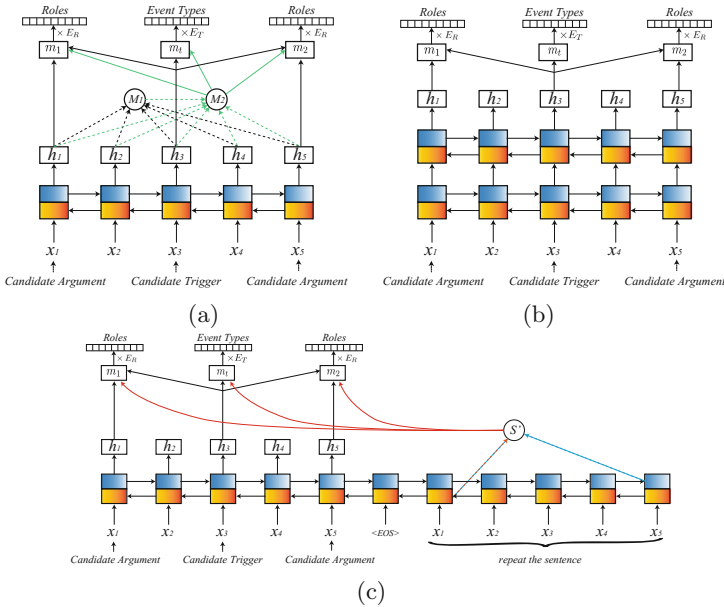 Roles Event Types Roles
× E_R × E_T × E_R
m_1 m_t m_2
M_1 M_2
h_1 h_2 h_3 h_4 h_5
x_1 x_2 x_3 x_4 x_5
Candidate Argument Candidate Trigger Candidate Argument
(a)
Roles Event Types Roles
× E_R × E_T × E_R
m_1 m_t m_2
h_1 h_2 h_3 h_4 h_5
x_1 x_2 x_3 x_4 x_5
Candidate Argument Candidate Trigger Candidate Argument
(b)
Roles Event Types Roles
× E_R × E_T × E_R
m_1 m_t m_2
S'
h_1 h_2 h_3 h_4 h_5
x_1 x_2 x_3 x_4 x_5 <EOS> x_1 x_2 x_3 x_4 x_5
Candidate Argument Candidate Trigger Candidate Argument repeat the sentence
(c)